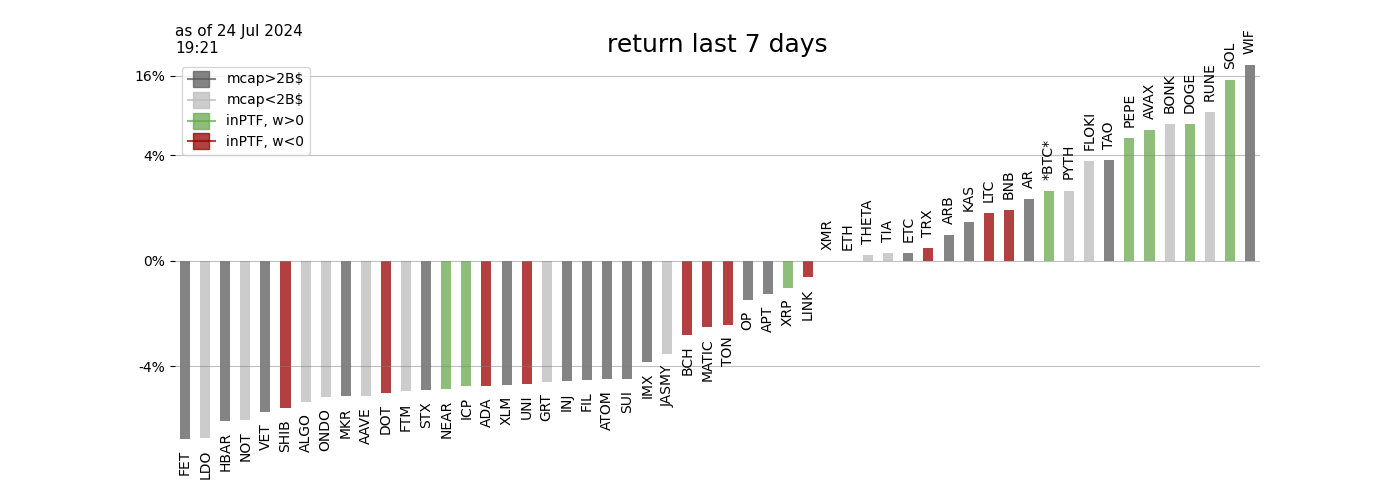 as of 24 Jul 2024
19:21
return last 7 days
mcap>2B$
mcap<2B$
inPTF, w>0
inPTF, w<0
16%
4%
0%
-4%
FET
LDO
HBAR
NOT
VET
SHIB
ALGO
ONDO
MKR
AAVE
DOT
FTM
STX
NEAR
ICP
ADA
XLM
UNI
GRT
INJ
FIL
ATOM
SUI
IMX
JASMY
BCH
MATIC
TON
OP
APT
XRP
LINK
XMR
ETH
THETA
TIA
ETC
TRX
ARB
KAS
LTC
BNB
AR
*BTC*
PYTH
FLOKI
TAO
PEPE
AVAX
BONK
DOGE
RUNE
SOL
WIF